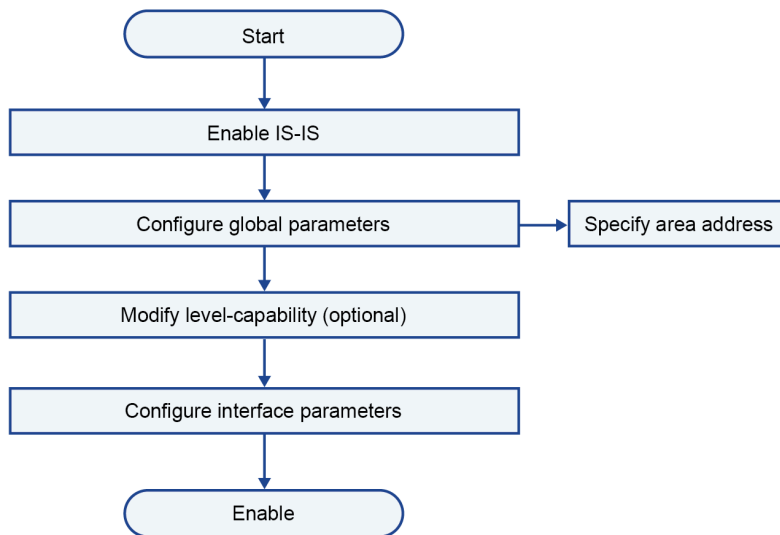 Start
Enable IS-IS
Configure global parameters
Specify area address
Modify level-capability (optional)
Configure interface parameters
Enable